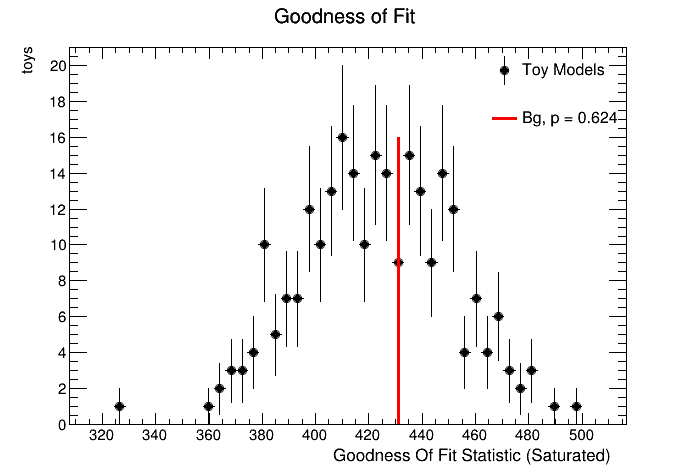 Goodness of Fit
toys
20
18
16
14
12
10
8
6
4
2
0
Toy Models
Bg, p = 0.624
320 340 360 380 400 420 440 460 480 500
Goodness Of Fit Statistic (Saturated)